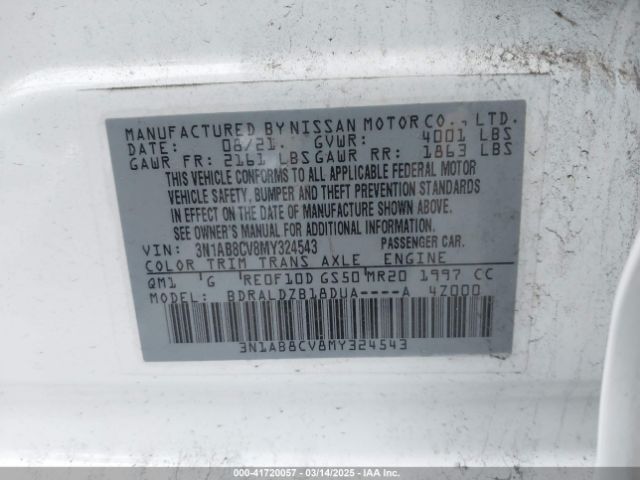 MANUFACTURED BY NISSAN MOTOR CO., LTD.
DATE: 06/21. GVWR: 4001 LBS
GAWR FR: 2161 LBS GAWR RR: 1863 LBS
THIS VEHICLE CONFORMS TO ALL APPLICABLE FEDERAL MOTOR
VEHICLE SAFETY, BUMPER AND THEFT PREVENTION STANDARDS
IN EFFECT ON THE DATE OF MANUFACTURE SHOWN ABOVE.
SEE OWNER'S MANUAL FOR ADDITIONAL INFORMATION.
VIN: 3N1AB8CV8MY324543 PASSENGER CAR.
COLOR TRIM TRANS AXLE ENGINE
QM1 'G RE0F10D GS50 MR20 1997 CC
MODEL: BDRALDZB18DUA----A 4Z000
3N1AB8CV8MY324543
000-41720057 - 03/14/2025 - IAA Inc.